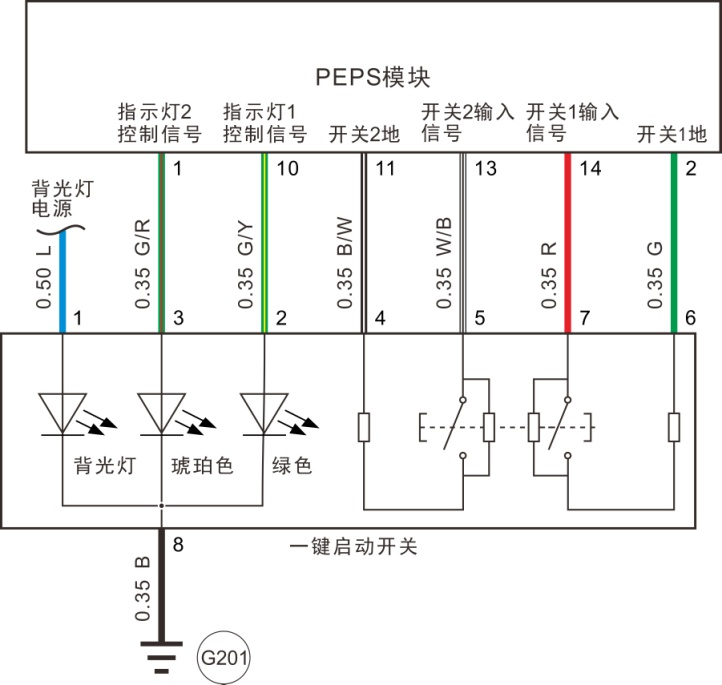 PEPS模块
指示灯2
控制信号
指示灯1
控制信号
开关2地
开关2输入
信号
开关1输入
信号
开关1地
1
10
11
13
14
2
背光灯
电源
0.50 L
0.35 G/R
0.35 G/Y
0.35 B/W
0.35 W/B
0.35 R
0.35 G
1
3
2
4
5
7
6
背光灯
琥珀色
绿色
8
一键启动开关
0.35 B
G201